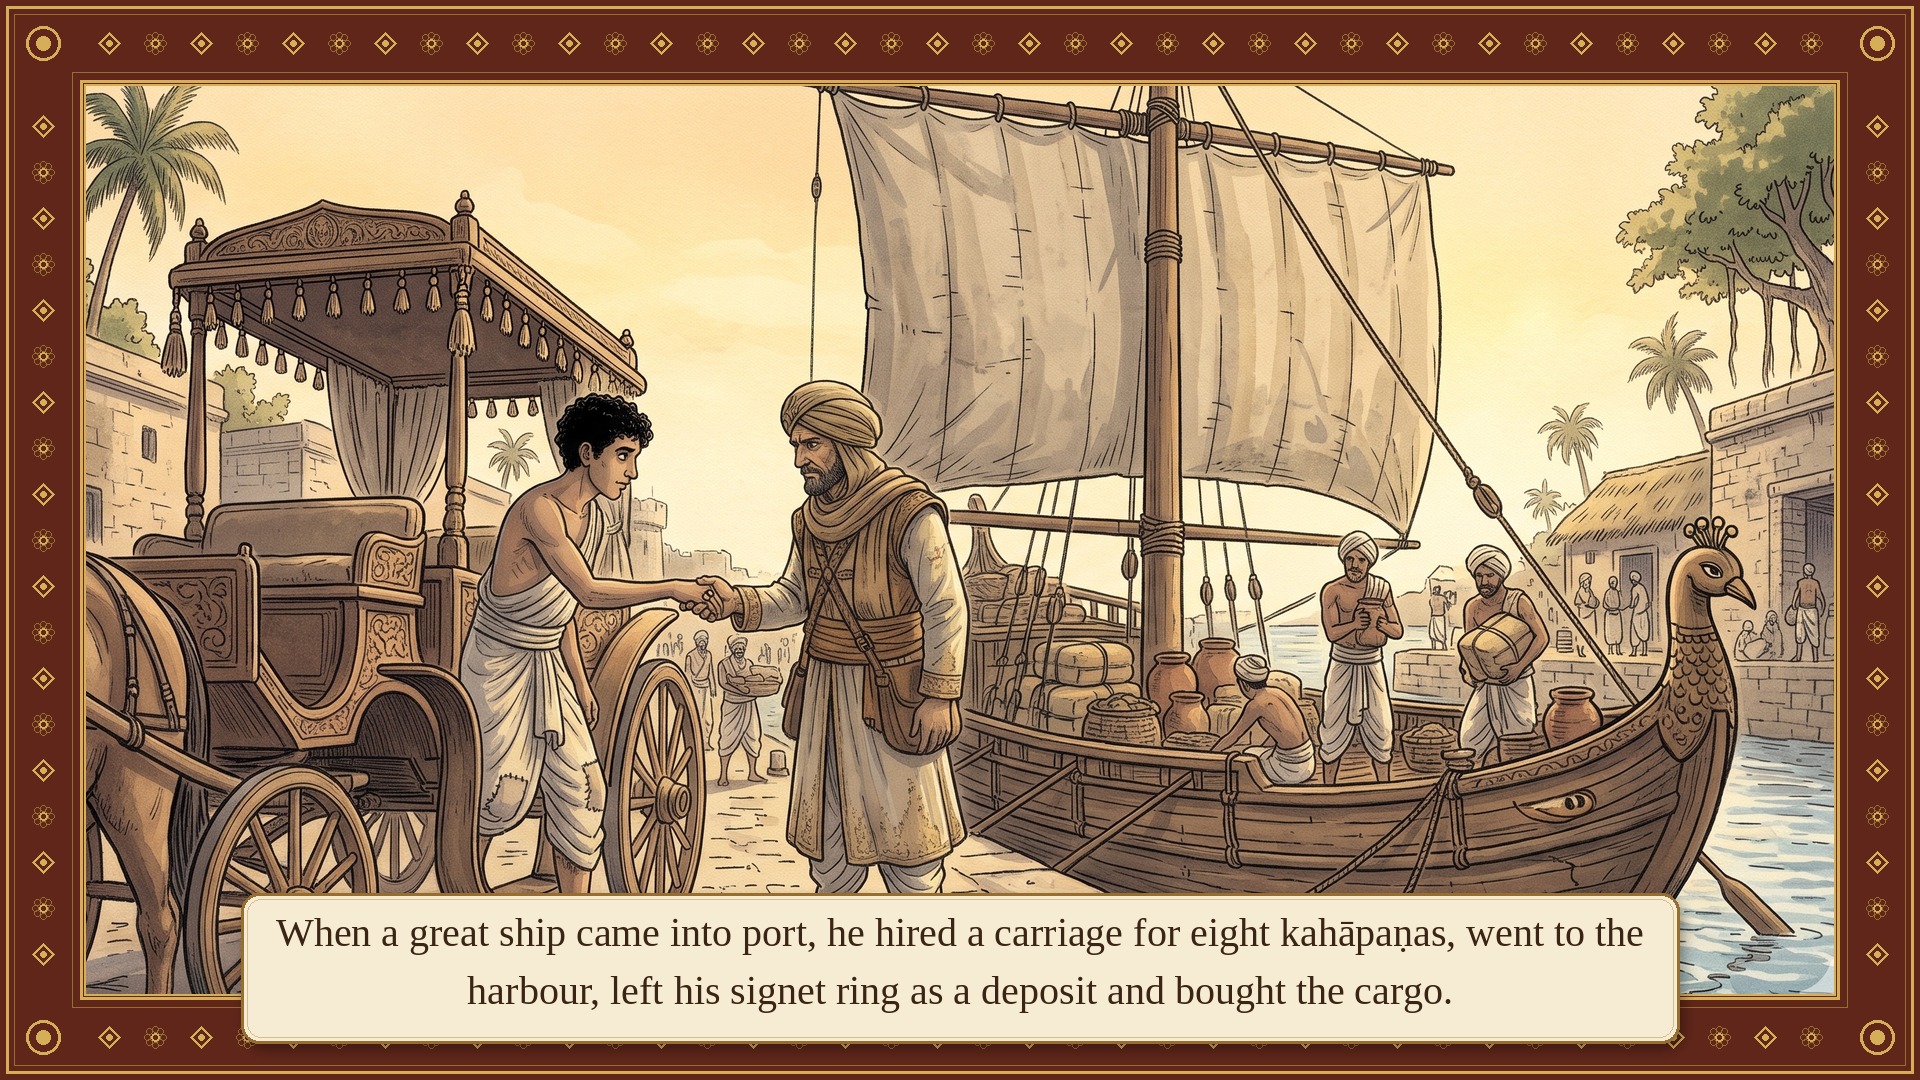 When a great ship came into port, he hired a carriage for eight kahāpaṇas, went to the
harbour, left his signet ring as a deposit and bought the cargo.